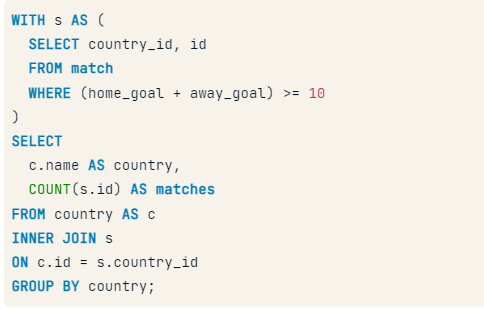 WITH s AS (
  SELECT country_id, id
  FROM match
  WHERE (home_goal + away_goal) >= 10
)
SELECT
  c.name AS country,
  COUNT(s.id) AS matches
FROM country AS c
INNER JOIN s
ON c.id = s.country_id
GROUP BY country;